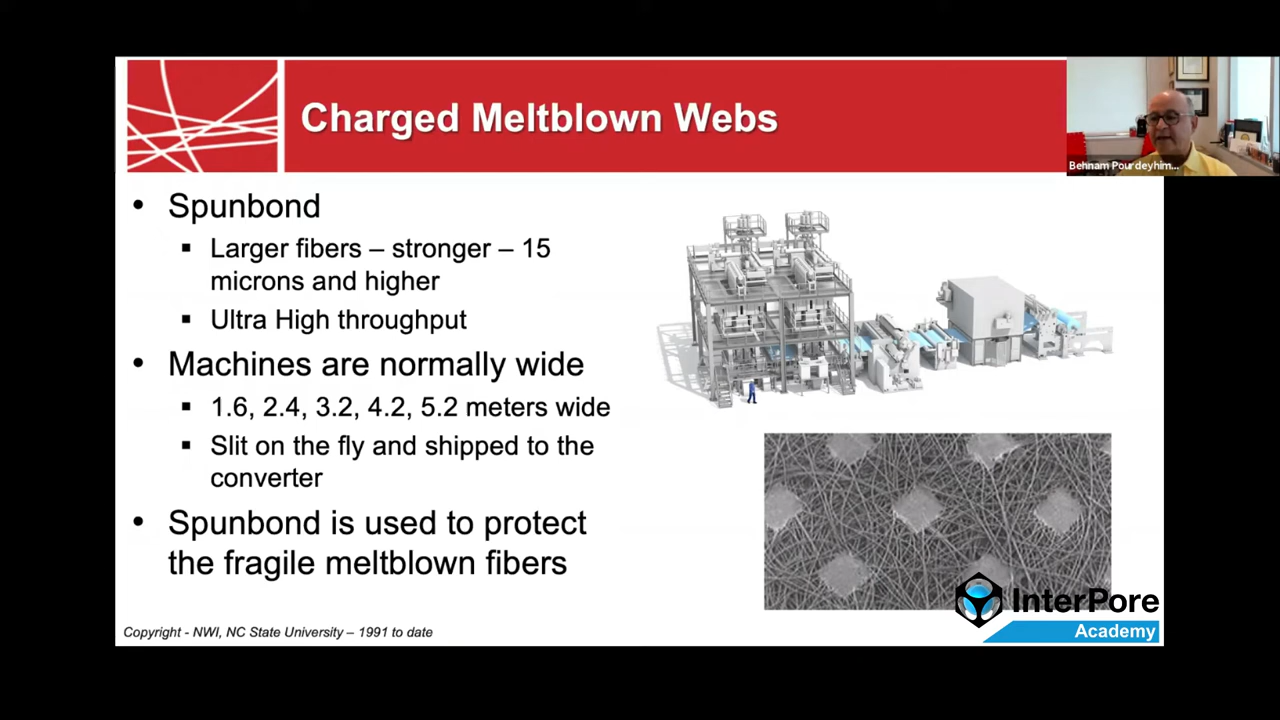 Charged Meltblown Webs
Behnam Pourdeyhim...
• Spunbond
▪ Larger fibers – stronger – 15
microns and higher
▪ Ultra High throughput
• Machines are normally wide
▪ 1.6, 2.4, 3.2, 4.2, 5.2 meters wide
▪ Slit on the fly and shipped to the
converter
• Spunbond is used to protect
the fragile meltblown fibers
InterPore
Academy
Copyright - NWI, NC State University – 1991 to date